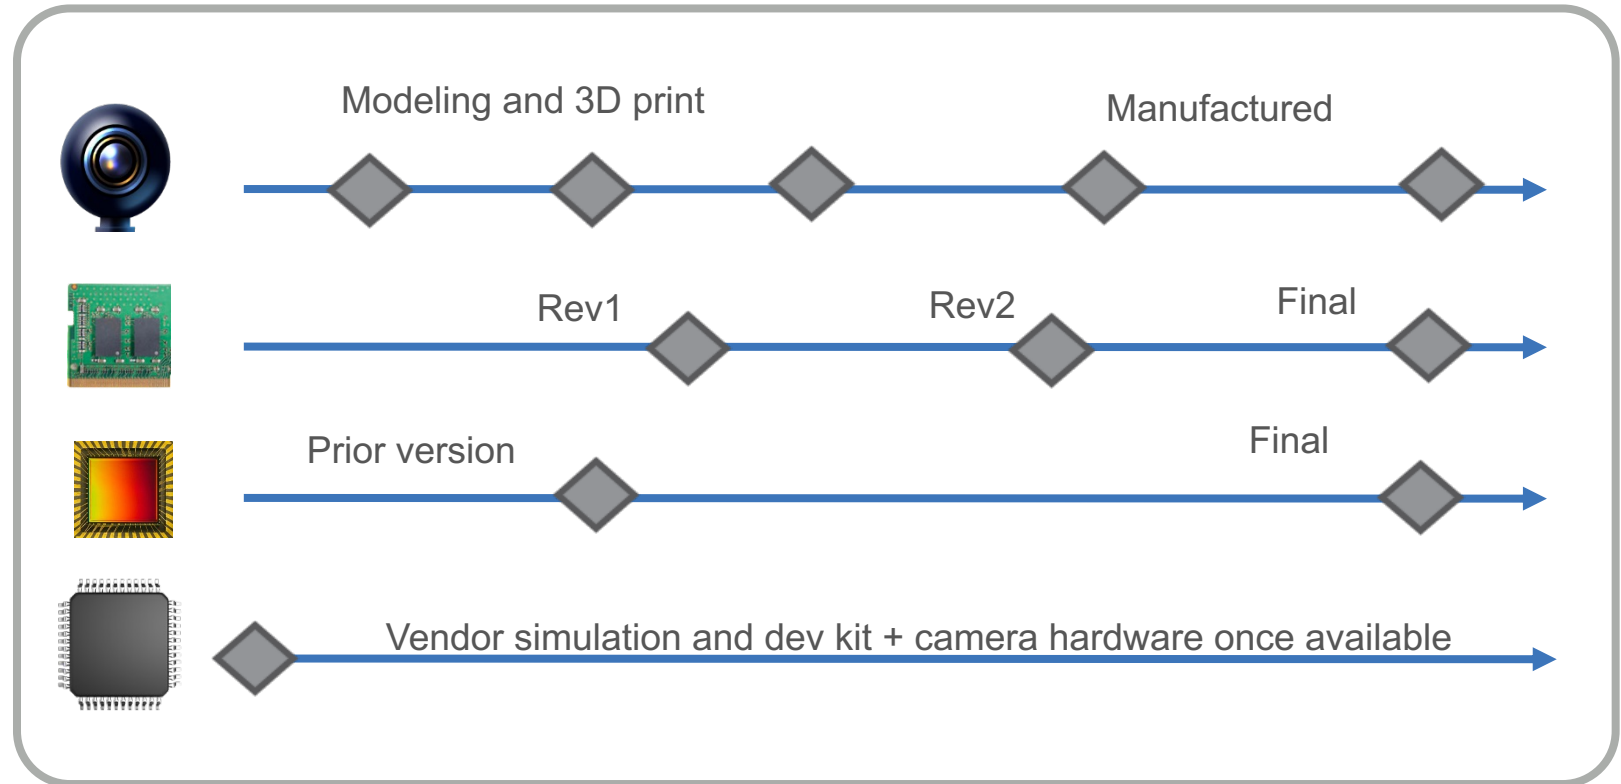 Modeling and 3D print
Manufactured
Rev1
Rev2
Final
Prior version
Final
Vendor simulation and dev kit + camera hardware once available